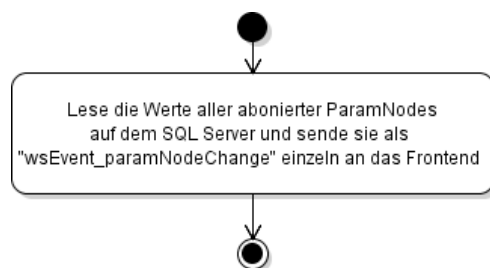 Lese die Werte aller abonierter ParamNodes
auf dem SQL Server und sende sie als
"wsEvent_paramNodeChange" einzeln an das Frontend